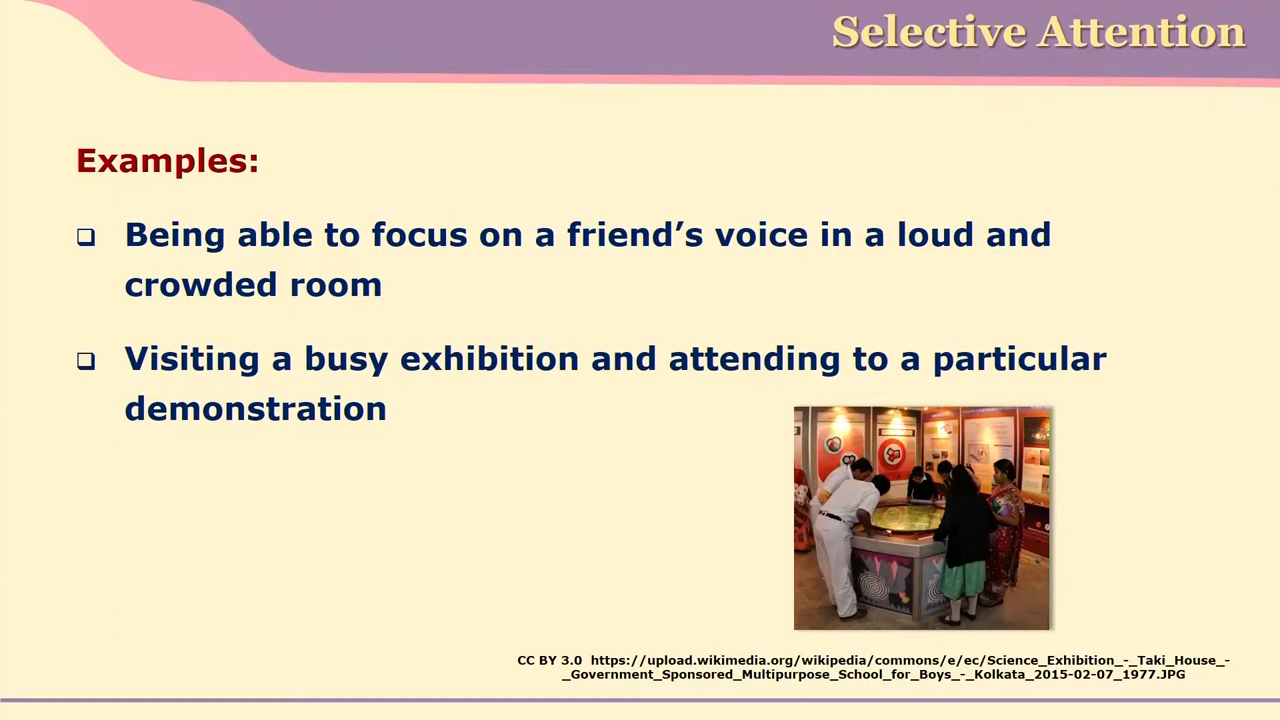 Selective Attention
Examples:
❑ Being able to focus on a friend’s voice in a loud and
crowded room
❑ Visiting a busy exhibition and attending to a particular
demonstration
CC BY 3.0 https://upload.wikimedia.org/wikipedia/commons/e/ec/Science_Exhibition_-_Taki_House_-
_Government_Sponsored_Multipurpose_School_for_Boys_-_Kolkata_2015-02-07_1977.JPG